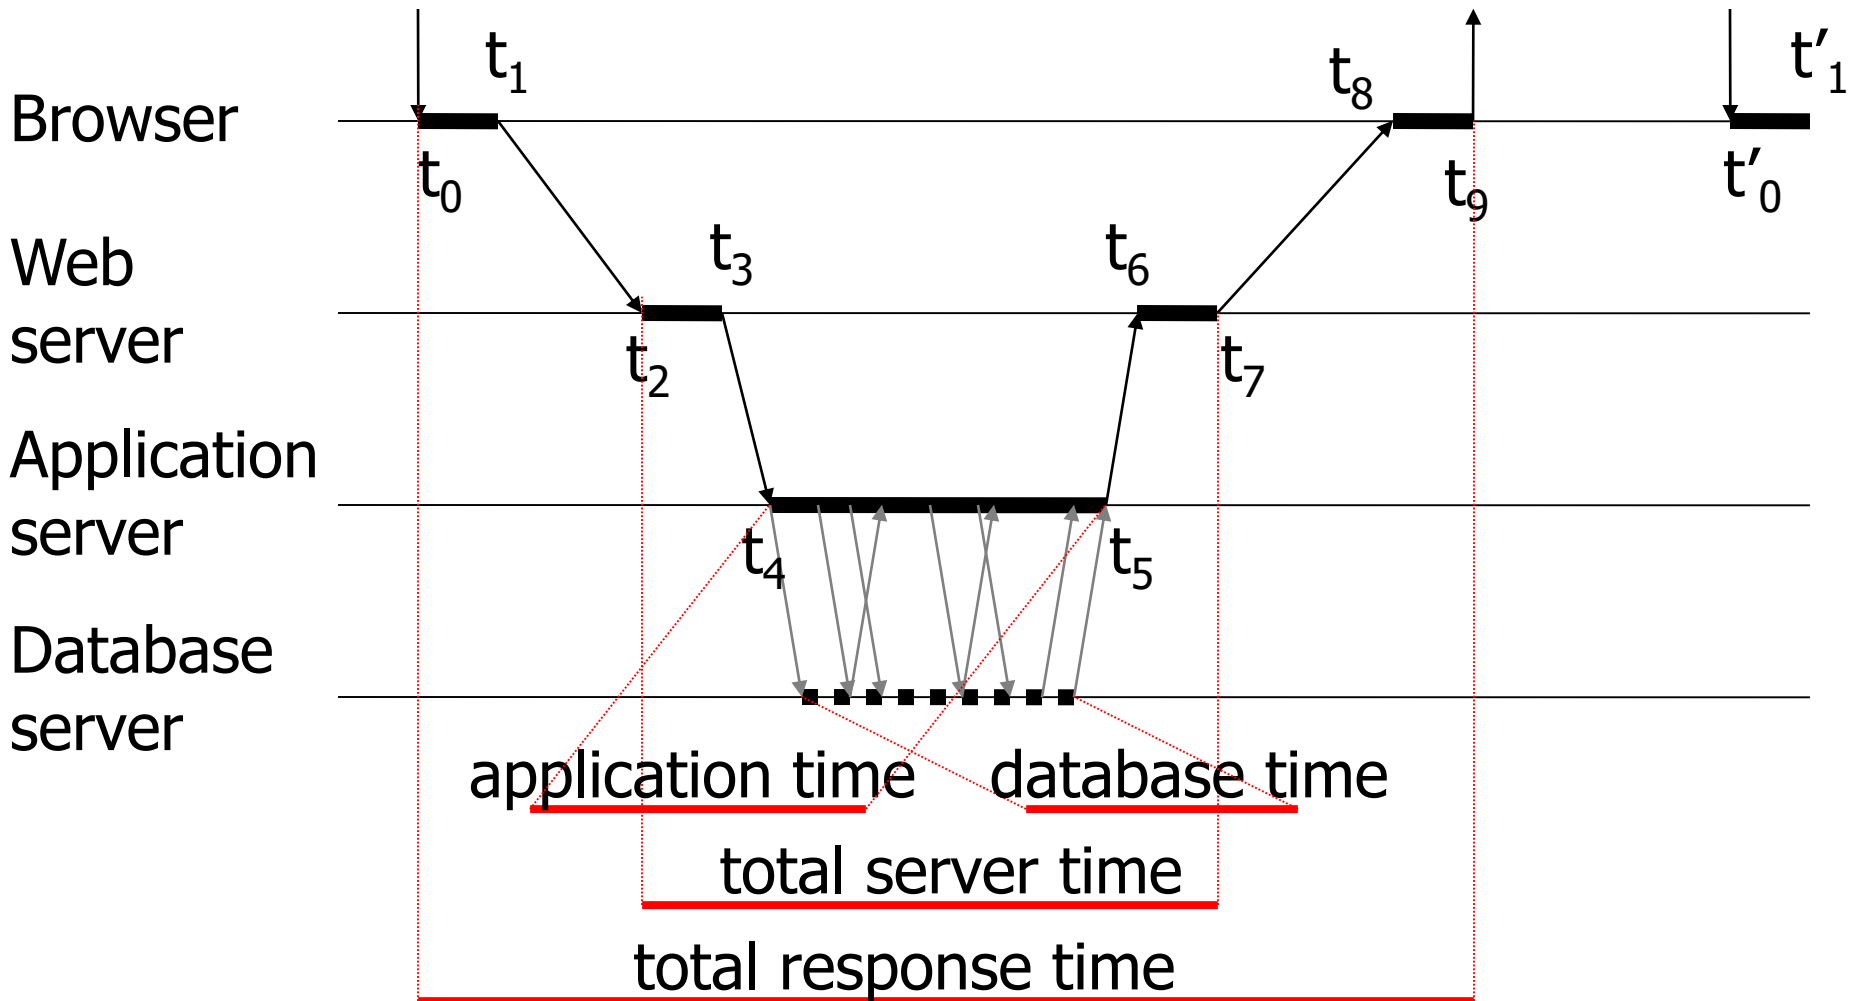 t₁
t₈
t′₁
Browser
t₀
t₉
t′₀
Web
server
t₃
t₆
t₂
t₇
Application
server
t₄
t₅
Database
server
application time
database time
total server time
total response time